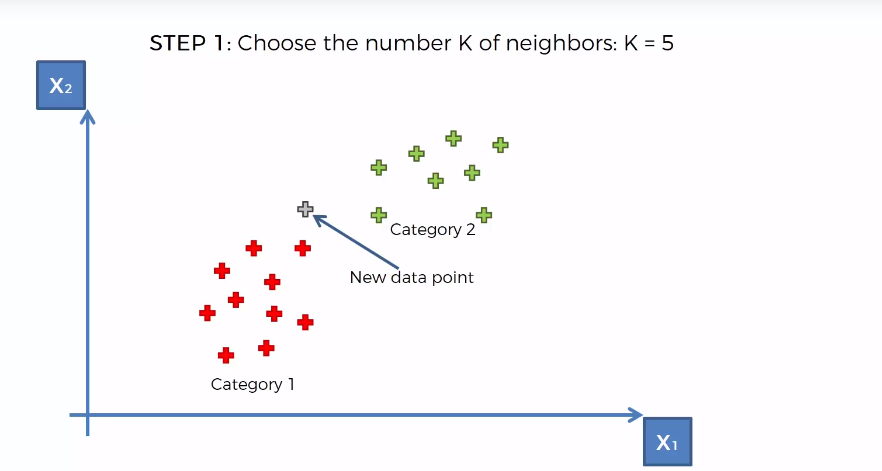 STEP 1: Choose the number K of neighbors: K = 5
X2
Category 2
New data point
Category 1
X1